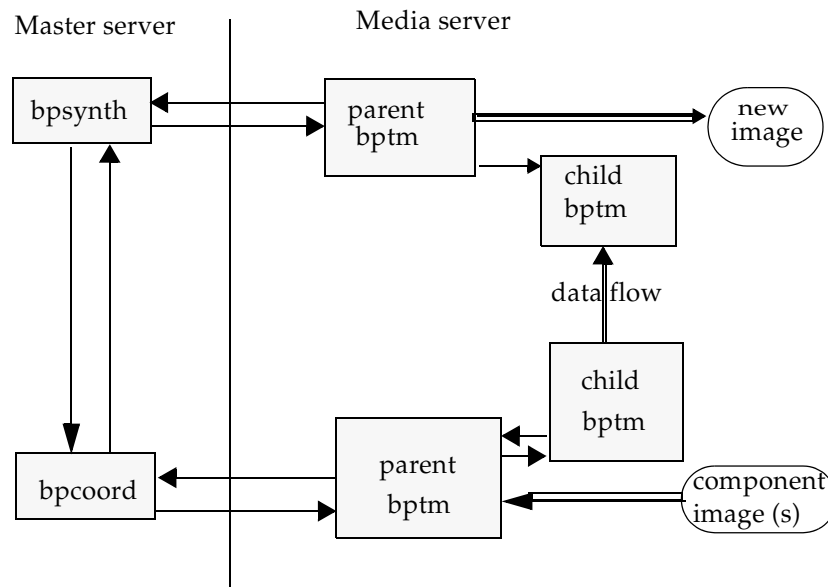 Master server
Media server
bpsynth
parent
bptm
new
image
child
bptm
data flow
child
bptm
parent
bptm
bpcoord
component
image (s)